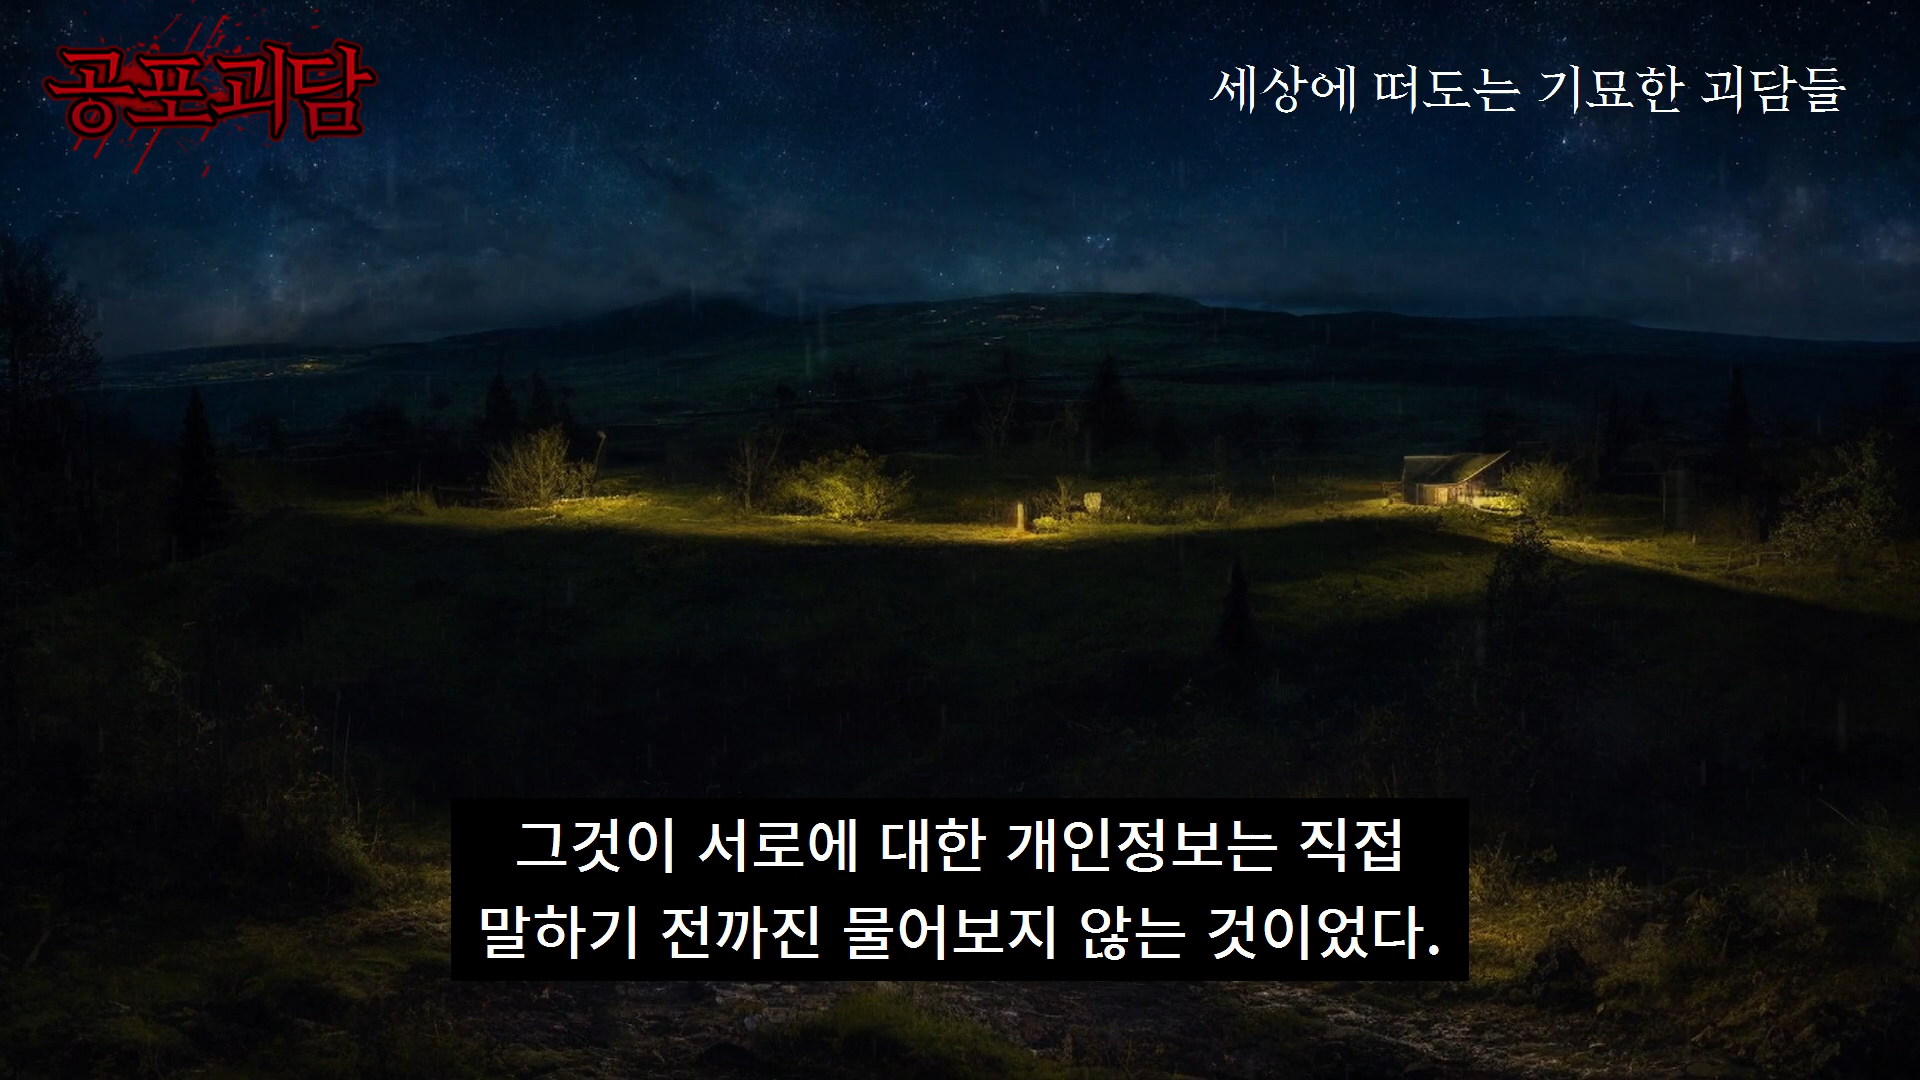 공포괴담
세상에 떠도는 기묘한 괴담들
그것이 서로에 대한 개인정보는 직접
말하기 전까진 물어보지 않는 것이었다.